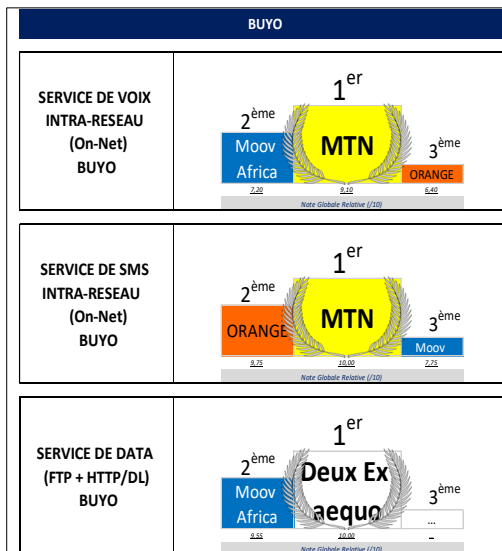 BUYO
SERVICE DE VOIX
INTRA-RESEAU
(On-Net)
BUYO
1er
2ème
Moov
Africa
MTN
3ème
ORANGE
7,20
9,10
6,40
Note Globale Relative (/10)
SERVICE DE SMS
INTRA-RESEAU
(On-Net)
BUYO
1er
2ème
ORANGE
MTN
3ème
Moov
9,75
10,00
7,75
Note Globale Relative (/10)
SERVICE DE DATA
(FTP + HTTP/DL)
BUYO
1er
2ème
Moov
Africa
Deux Ex
aequo
3ème
...
9,55
10,00
...
Note Globale Relative (/10)